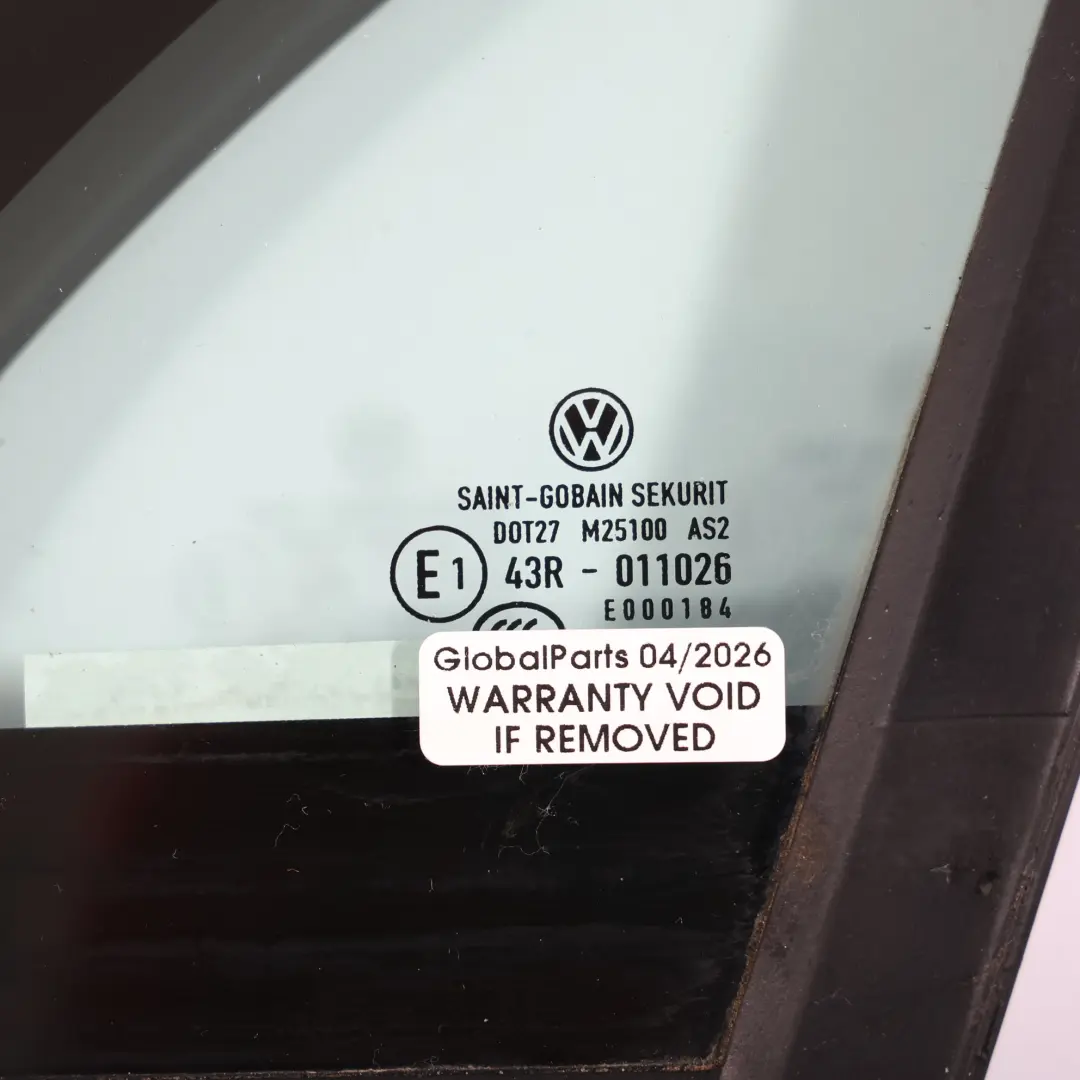 SAINT-GOBAIN SEKURIT
DOT27 M25100 AS2
E1 43R - 011026
E000184
GlobalParts 04/2026
WARRANTY VOID
IF REMOVED